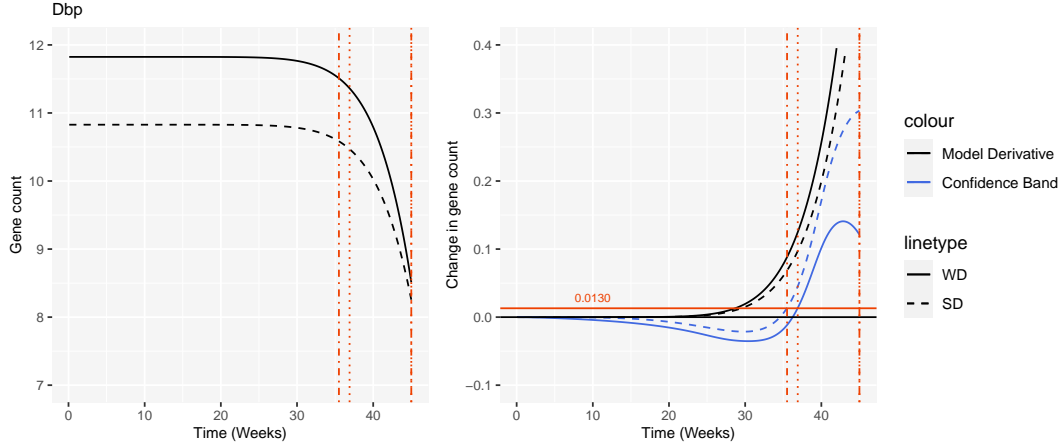 Dbp
Gene count
12
11
10
9
8
7
0
10
20
30
40
Time (Weeks)
Change in gene count
0.4
0.3
0.2
0.1
0.0
−0.1
0.0130
0
10
20
30
40
Time (Weeks)
colour
Model Derivative
Confidence Band
linetype
WD
SD